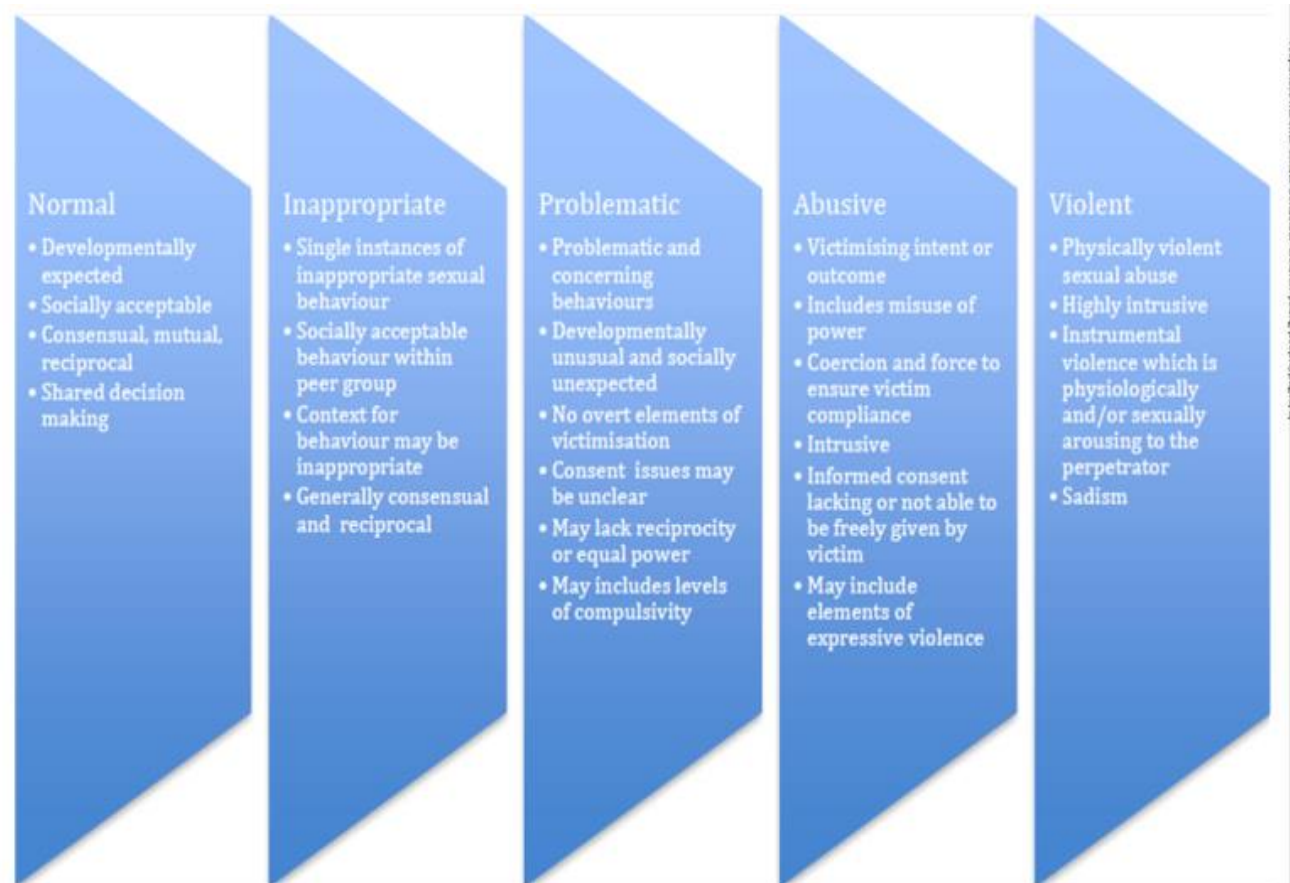 Normal
• Developmentally
expected
• Socially acceptable
• Consensual, mutual,
reciprocal
• Shared decision
making
Inappropriate
• Single instances of
inappropriate sexual
behaviour
• Socially acceptable
behaviour within
peer group
• Context for
behaviour may be
inappropriate
• Generally consensual
and reciprocal
Problematic
• Problematic and
concerning
behaviours
• Developmentally
unusual and socially
unexpected
• No overt elements of
victimisation
• Consent issues may
be unclear
• May lack reciprocity
or equal power
• May includes levels
of compulsivity
Abusive
• Victimising intent or
outcome
• Includes misuse of
power
• Coercion and force to
ensure victim
compliance
• Intrusive
• Informed consent
lacking or not able to
be freely given by
victim
• May include
elements of
expressive violence
Violent
• Physically violent
sexual abuse
• Highly intrusive
• Instrumental
violence which is
physiologically
and/or sexually
arousing to the
perpetrator
• Sadism